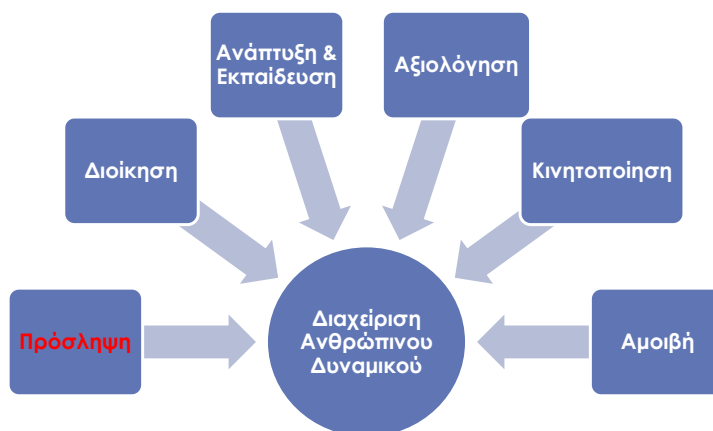 Ανάπτυξη &
Εκπαίδευση
Αξιολόγηση
Διοίκηση
Κινητοποίηση
Πρόσληψη
Διαχείριση
Ανθρώπινου
Δυναμικού
Αμοιβή